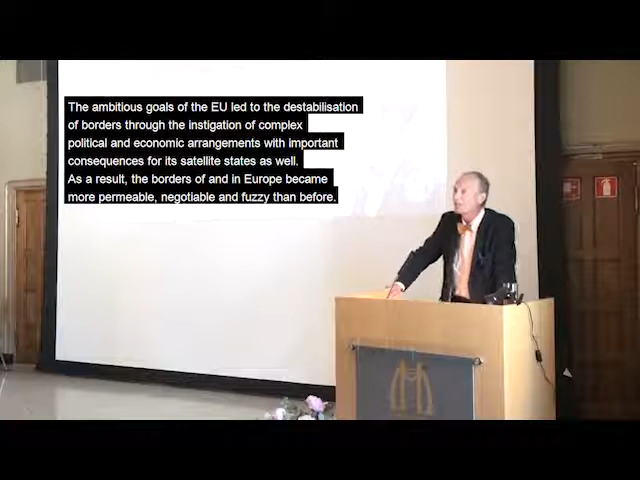 The ambitious goals of the EU led to the destabilisation
of borders through the instigation of complex
political and economic arrangements with important
consequences for its satellite states as well.
As a result, the borders of and in Europe became
more permeable, negotiable and fuzzy than before.